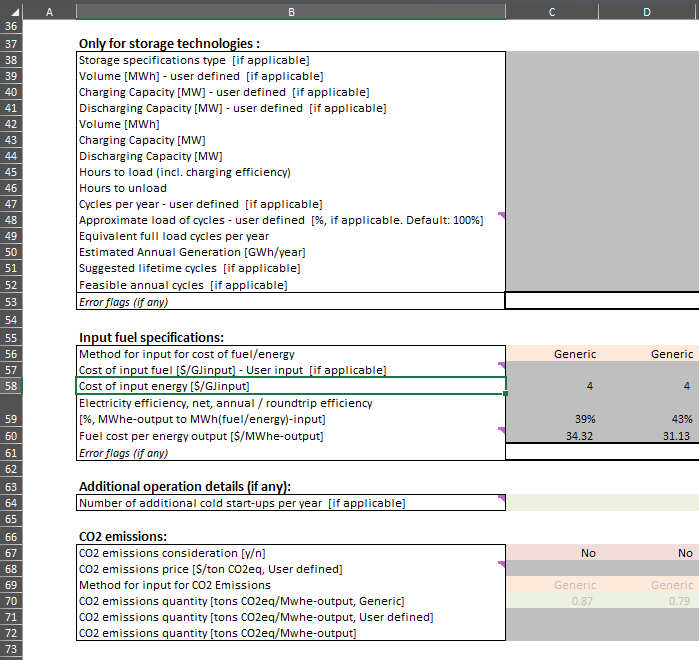 A B C D
36
37 Only for storage technologies :
38 Storage specifications type [if applicable]
39 Volume [MWh] - user defined [if applicable]
40 Charging Capacity [MW] - user defined [if applicable]
41 Discharging Capacity [MW] - user defined [if applicable]
42 Volume [MWh]
43 Charging Capacity [MW]
44 Discharging Capacity [MW]
45 Hours to load (incl. charging efficiency)
46 Hours to unload
47 Cycles per year - user defined [if applicable]
48 Approximate load of cycles - user defined [%, if applicable. Default: 100%]
49 Equivalent full load cycles per year
50 Estimated Annual Generation [GWh/year]
51 Suggested lifetime cycles [if applicable]
52 Feasible annual cycles [if applicable]
53 Error flags (if any)
54
55 Input fuel specifications:
56 Method for input for cost of fuel/energy Generic Generic
57 Cost of input fuel [$/GJinput] - User input [if applicable]
58 Cost of input energy [$/GJinput] 4 4
Electricity efficiency, net, annual / roundtrip efficiency
59 [%, MWhe-output to MWh(fuel/energy)-input] 39% 43%
60 Fuel cost per energy output [$/MWhe-output] 34.32 31.13
61 Error flags (if any)
62
63 Additional operation details (if any):
64 Number of additional cold start-ups per year [if applicable]
65
66 CO2 emissions:
67 CO2 emissions consideration [y/n] No No
68 CO2 emissions price [$/ton CO2eq, User defined]
69 Method for input for CO2 Emissions Generic Generic
70 CO2 emissions quantity [tons CO2eq/Mwhe-output, Generic] 0.87 0.79
71 CO2 emissions quantity [tons CO2eq/Mwhe-output, User defined]
72 CO2 emissions quantity [tons CO2eq/Mwhe-output]
73